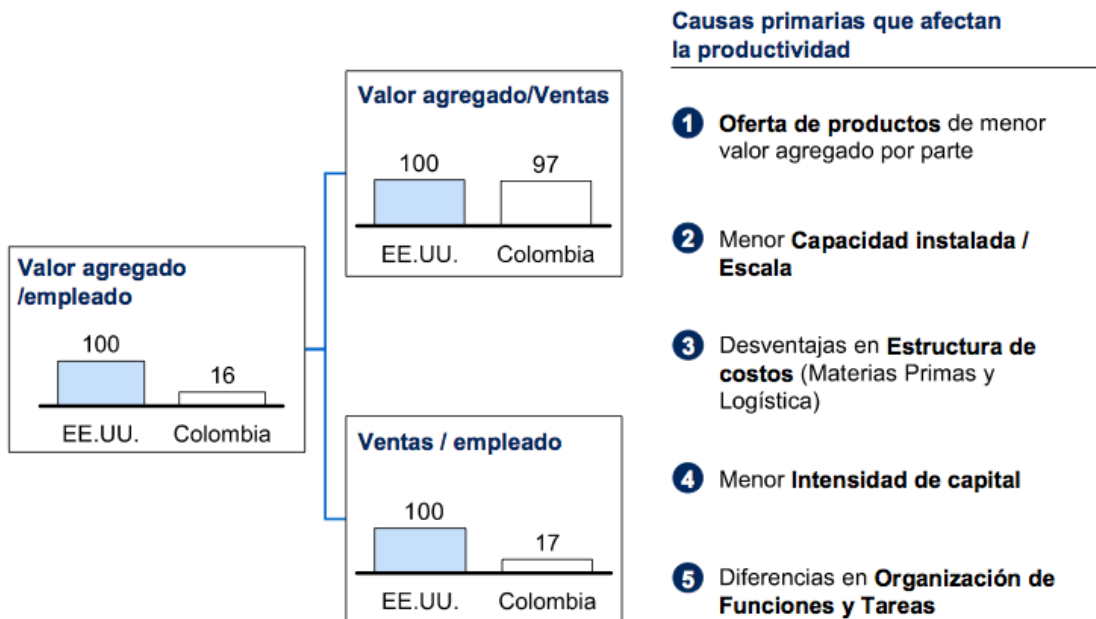 Valor agregado
/empleado
100
16
EE.UU.
Colombia
Valor agregado/Ventas
100
97
EE.UU.
Colombia
Ventas / empleado
100
17
EE.UU.
Colombia
Causas primarias que afectan
la productividad
1 Oferta de productos de menor
valor agregado por parte
2 Menor Capacidad instalada /
Escala
3 Desventajas en Estructura de
costos (Materias Primas y
Logística)
4 Menor Intensidad de capital
5 Diferencias en Organización de
Funciones y Tareas